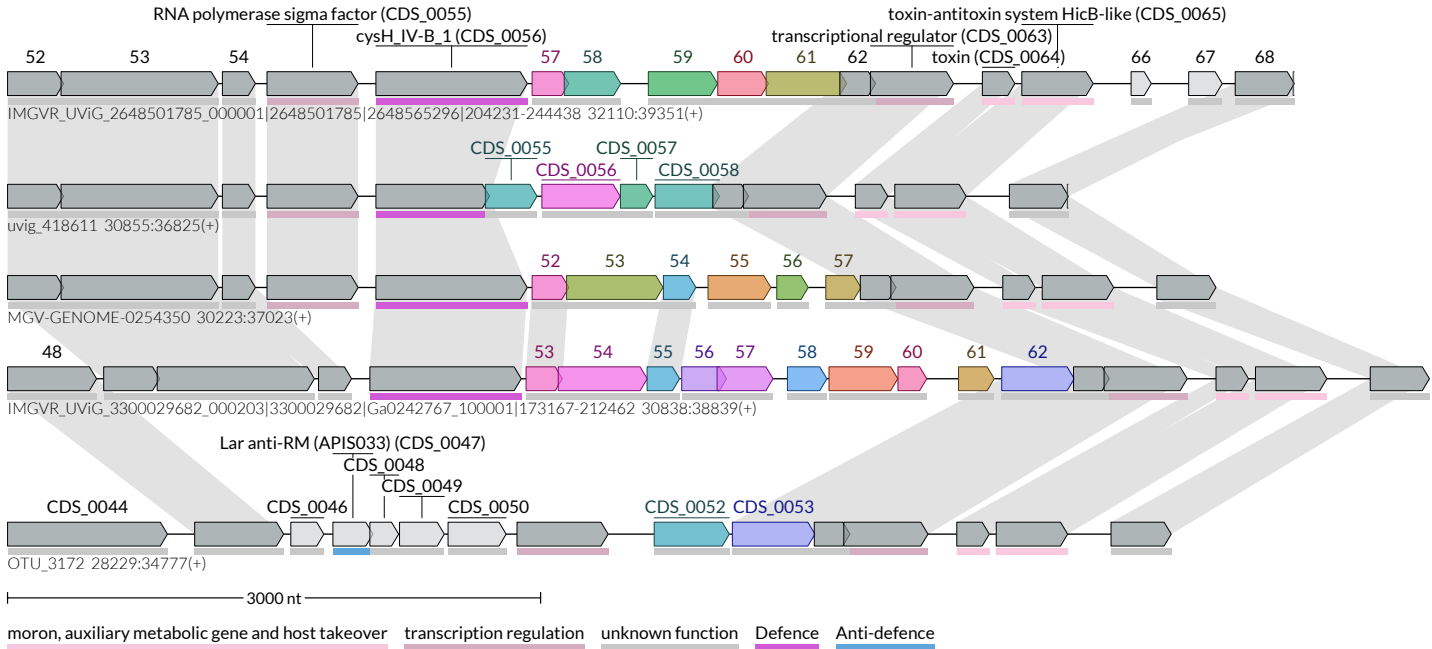 RNA polymerase sigma factor (CDS_0055) toxin-antitoxin system HicB-like (CDS_0065)
cysH_IV-B_1 (CDS_0056) transcriptional regulator (CDS_0063)
52 53 54 57 58 59 60 61 62 toxin (CDS_0064) 66 67 68
IMGVR_UViG_2648501785_000001|2648501785|2648565296|204231-244438 32110:39351(+)
CDS_0055 CDS_0057
CDS_0056 CDS_0058
uvig_418611 30855:36825(+)
52 53 54 55 56 57
MGV-GENOME-0254350 30223:37023(+)
48 53 54 55 56 57 58 59 60 61 62
IMGVR_UViG_3300029682_000203|3300029682|Ga0242767_100001|173167-212462 30838:38839(+)
Lar anti-RM (APIS033) (CDS_0047)
CDS_0048
CDS_0049
CDS_0044 CDS_0046 CDS_0050 CDS_0052 CDS_0053
OTU_3172 28229:34777(+)
3000 nt
moron, auxiliary metabolic gene and host takeover transcription regulation unknown function Defence Anti-defence